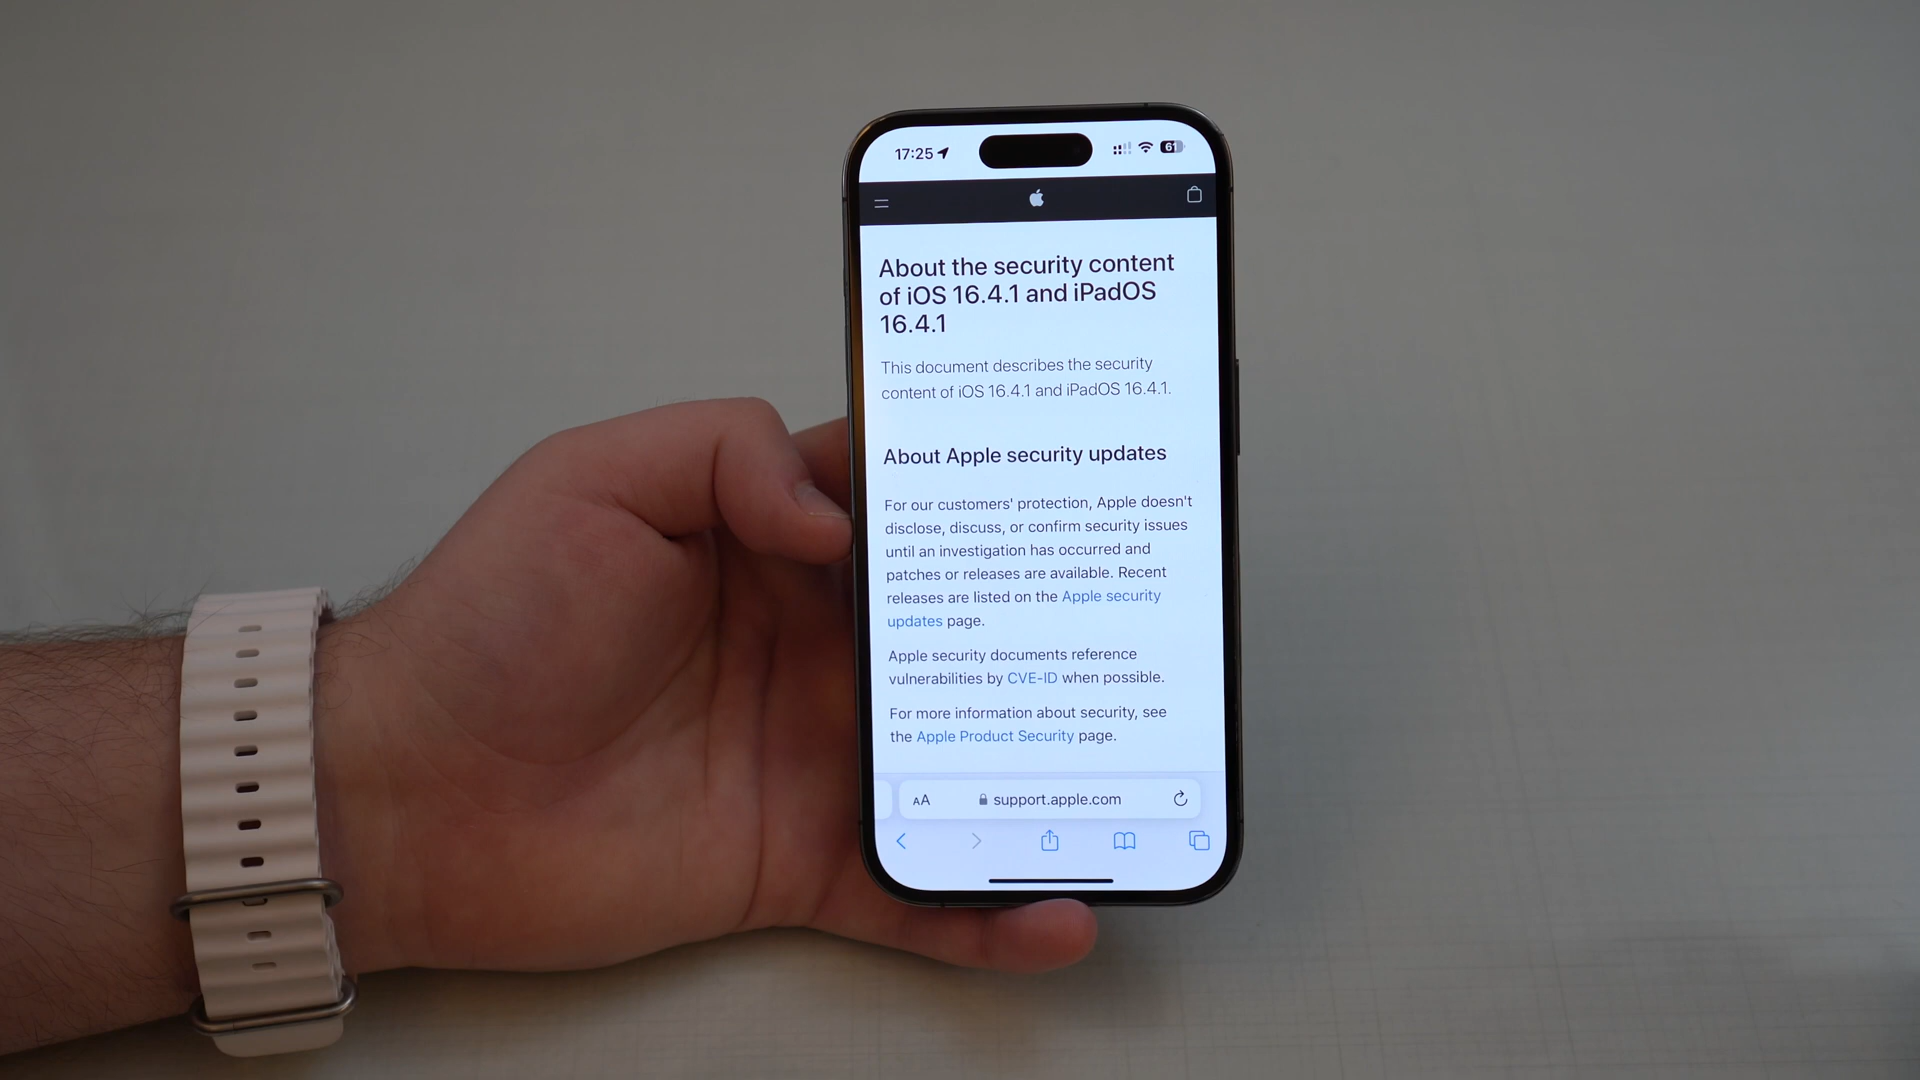 17:25
61
About the security content
of iOS 16.4.1 and iPadOS
16.4.1
This document describes the security
content of iOS 16.4.1 and iPadOS 16.4.1.
About Apple security updates
For our customers' protection, Apple doesn't
disclose, discuss, or confirm security issues
until an investigation has occurred and
patches or releases are available. Recent
releases are listed on the Apple security
updates page.
Apple security documents reference
vulnerabilities by CVE-ID when possible.
For more information about security, see
the Apple Product Security page.
AA support.apple.com